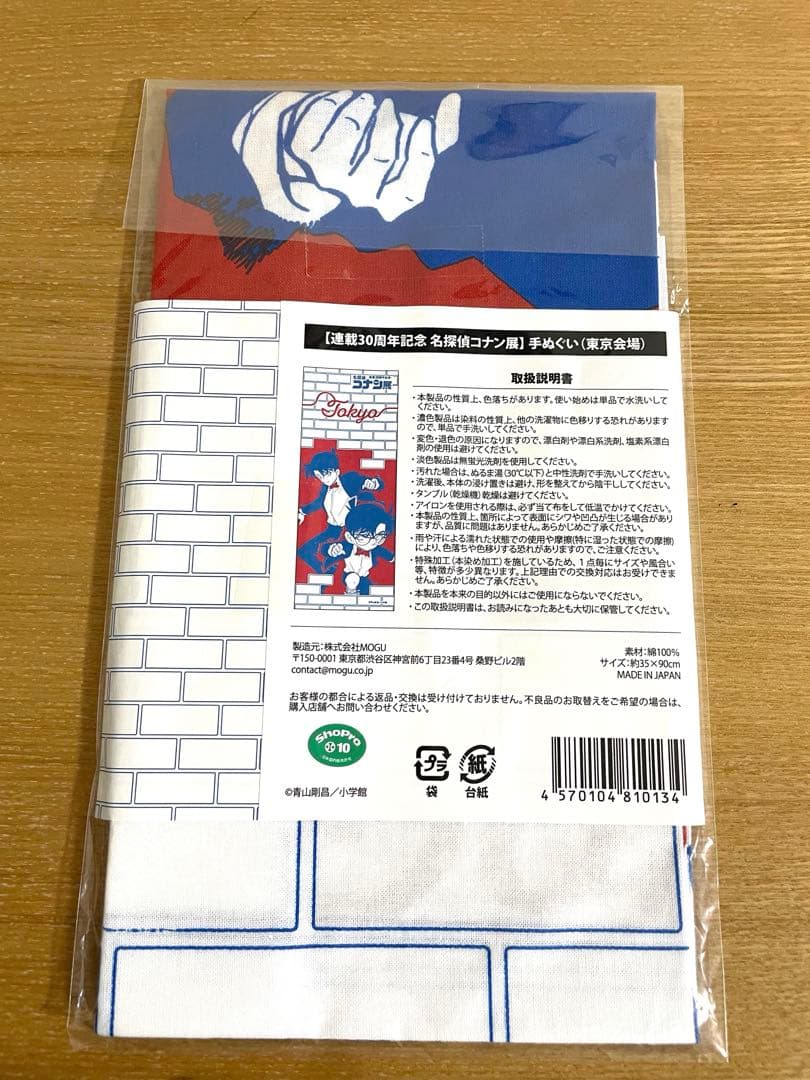 【連載30周年記念 名探偵コナン展】手ぬぐい（東京会場）
コナン展
Tokyo
取扱説明書
・本製品の性質上、色落ちがあります。使い始めは単品で水洗いして
ください。
・濃色製品は染料の性質上、他の洗濯物に色移りする恐れがあります
ので、単品で手洗いしてください。
・変色・退色の原因になりますので、漂白剤や漂白系洗剤、塩素系漂白
剤の使用は避けてください。
・淡色製品は無蛍光洗剤を使用してください。
・汚れた場合は、ぬるま湯(30℃以下)と中性洗剤で手洗いしてください。
・洗濯後、本体の浸け置きは避け、形を整えてから陰干ししてください。
・タンブル(乾燥機)乾燥は避けてください。
・アイロンを使用される際は、必ず当て布をして低温でかけてください。
・本製品の性質上、箇所によって表面にシワや凹凸が生じる場合があり
ますが、品質に問題はありません。あらかじめご了承ください。
・雨や汗による濡れた状態での使用や摩擦(特に湿った状態での摩擦)
により、色落ちや色移りする恐れがありますので、ご注意ください。
・特殊加工(本染め加工)を施しているため、1点毎にサイズや風合い
等、特徴が多少異なります。上記理由での交換対応はお受けできま
せん。あらかじめご了承ください。
・本製品を本来の目的以外にはご使用にならないでください。
・この取扱説明書は、お読みになったあとも大切に保管してください。
製造元：株式会社MOGU
〒150-0001 東京都渋谷区神宮前6丁目23番4号 桑野ビル2階
contact@mogu.co.jp
素材：綿100%
サイズ：約35×90cm
MADE IN JAPAN
お客様の都合による返品・交換は受け付けておりません。不良品のお取替えをご希望の場合は、
購入店舗へお問い合わせください。
ShoPro
10
プラ
袋
紙
台紙
©青山剛昌／小学館
4 570104 810134